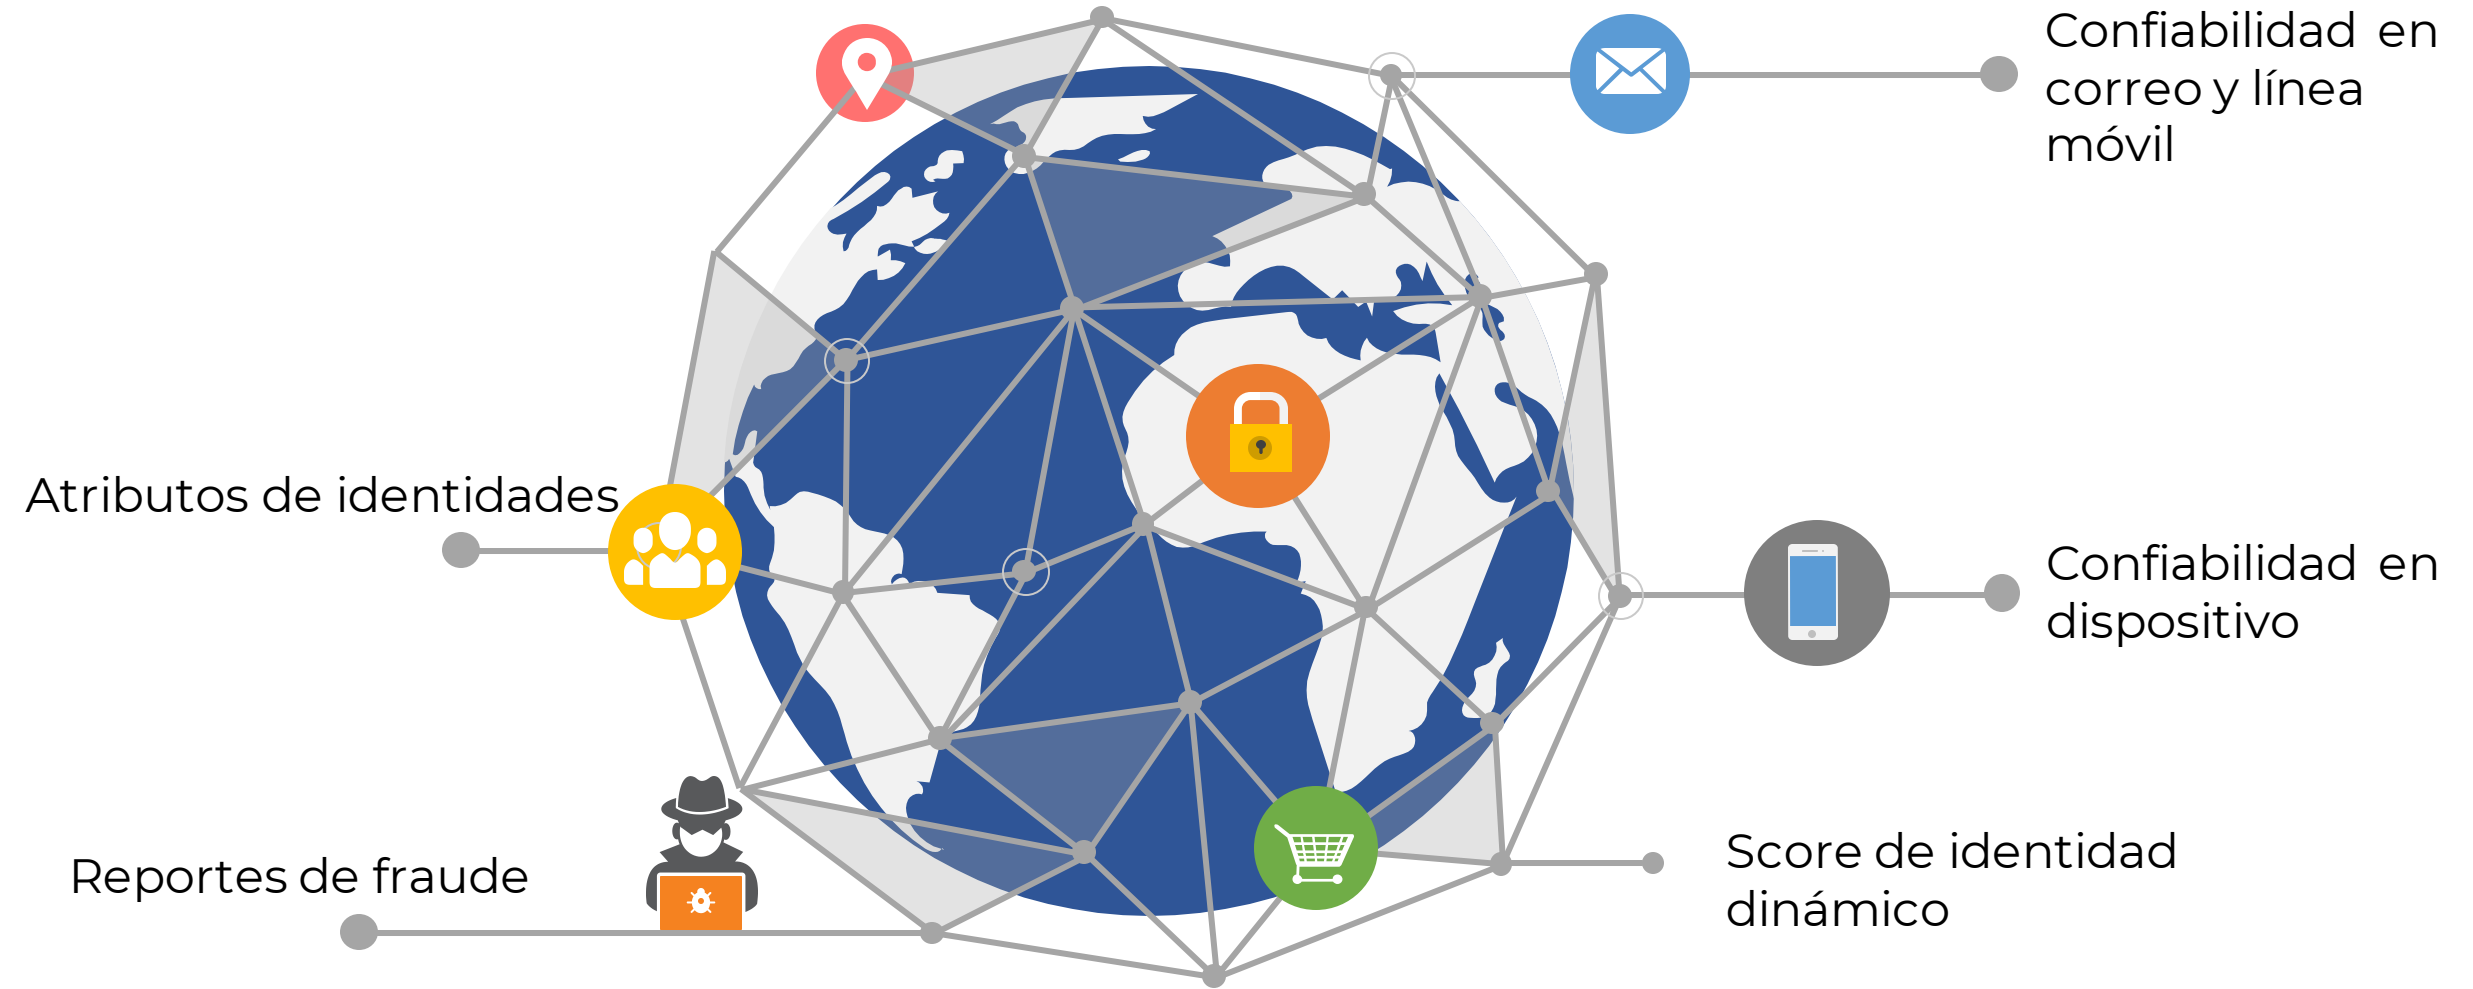 Confiabilidad en
correo y línea
móvil
Atributos de identidades
Confiabilidad en
dispositivo
Reportes de fraude
Score de identidad
dinámico